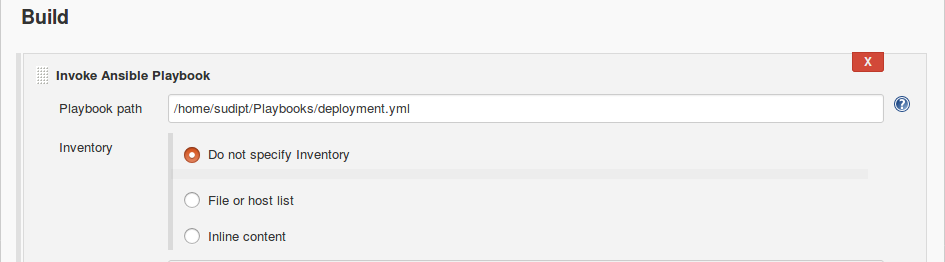 Build
Invoke Ansible Playbook
X
Playbook path /home/sudipt/Playbooks/deployment.yml ?
Inventory Do not specify Inventory
File or host list
Inline content